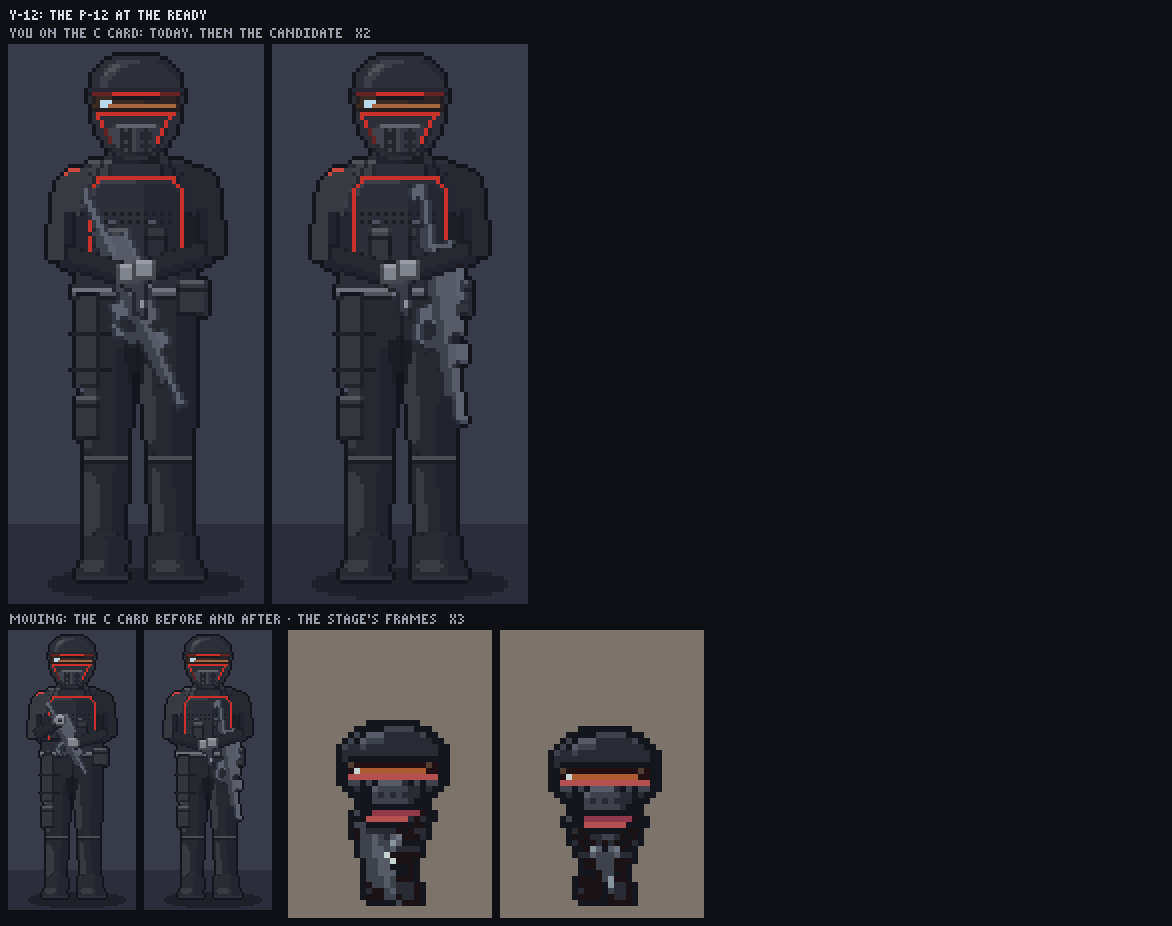 Y-12: THE P-12 AT THE READY
YOU ON THE C CARD: TODAY, THEN THE CANDIDATE X2
MOVING: THE C CARD BEFORE AND AFTER · THE STAGE'S FRAMES X3